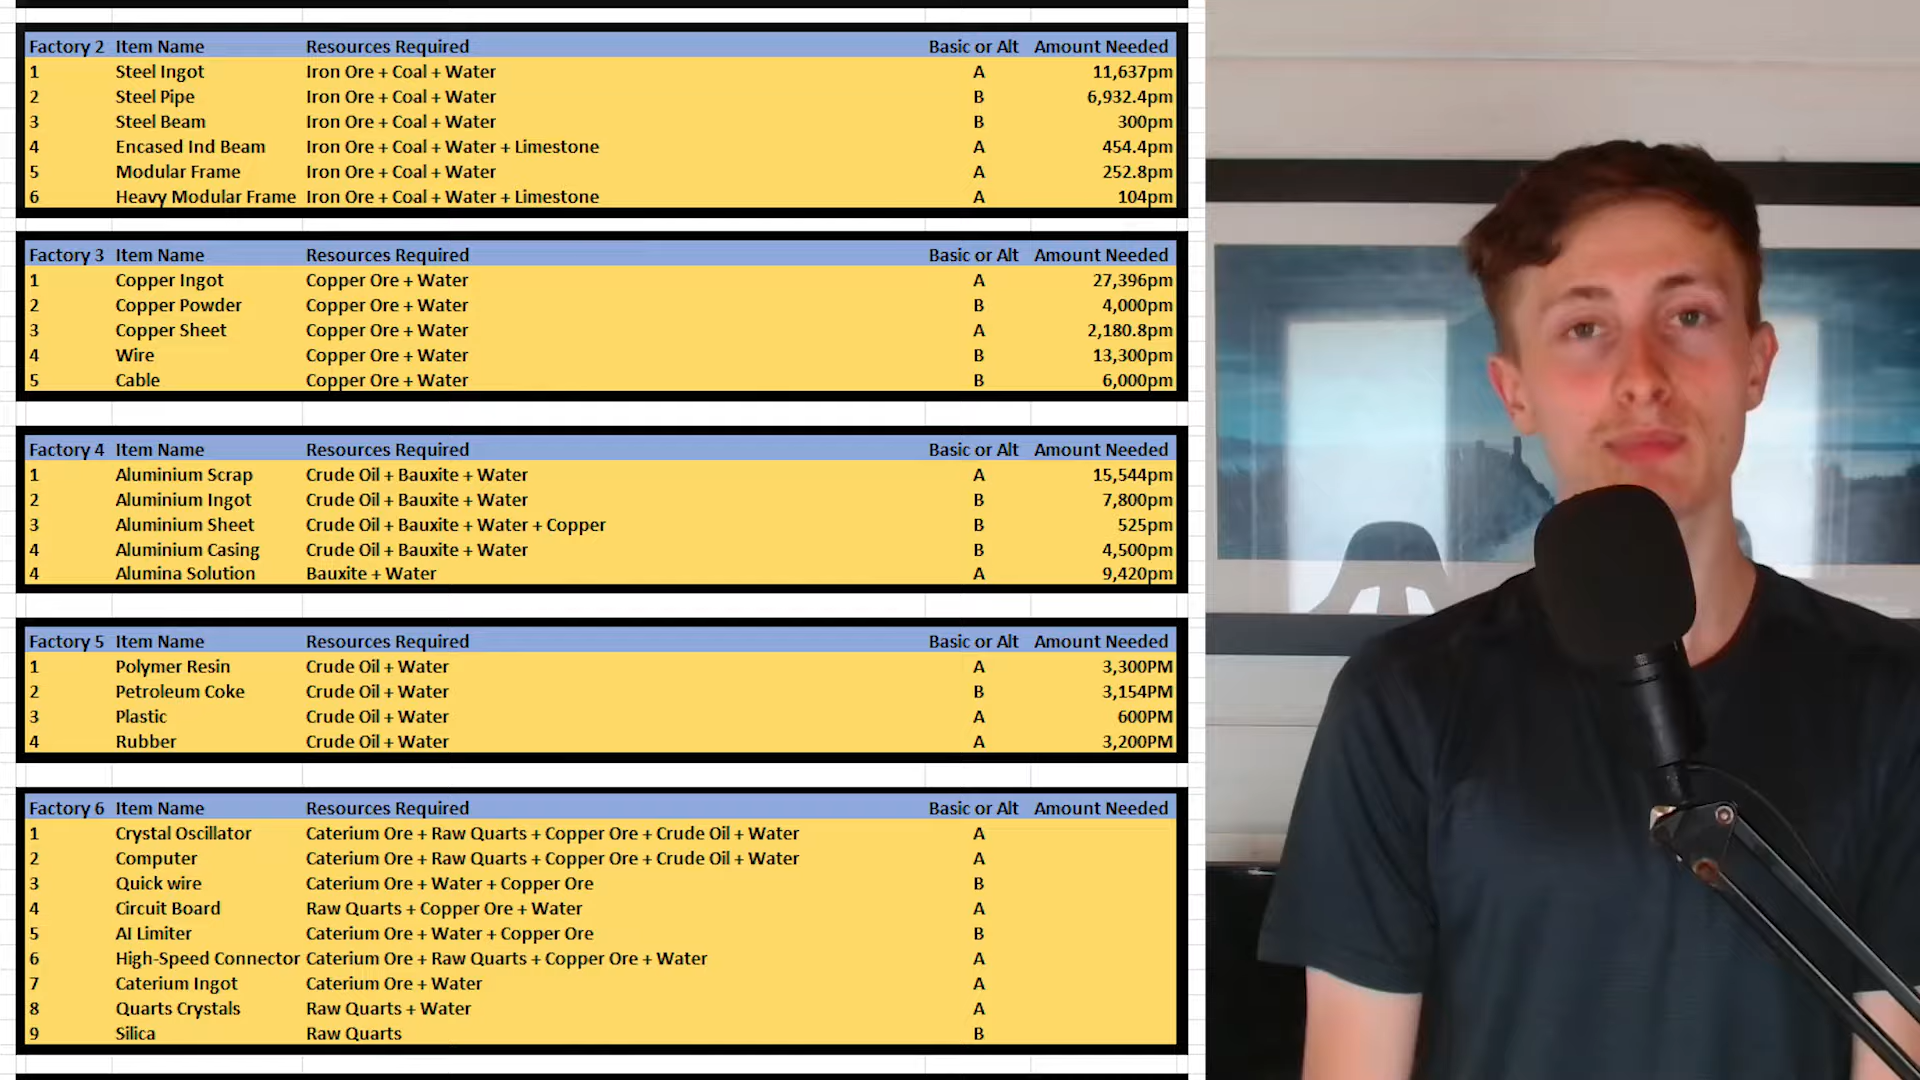 Factory 2 Item Name Resources Required Basic or Alt Amount Needed
1 Steel Ingot Iron Ore + Coal + Water A 11,637pm
2 Steel Pipe Iron Ore + Coal + Water B 6,932.4pm
3 Steel Beam Iron Ore + Coal + Water B 300pm
4 Encased Ind Beam Iron Ore + Coal + Water + Limestone A 454.4pm
5 Modular Frame Iron Ore + Coal + Water A 252.8pm
6 Heavy Modular Frame Iron Ore + Coal + Water + Limestone A 104pm
Factory 3 Item Name Resources Required Basic or Alt Amount Needed
1 Copper Ingot Copper Ore + Water A 27,396pm
2 Copper Powder Copper Ore + Water B 4,000pm
3 Copper Sheet Copper Ore + Water A 2,180.8pm
4 Wire Copper Ore + Water B 13,300pm
5 Cable Copper Ore + Water B 6,000pm
Factory 4 Item Name Resources Required Basic or Alt Amount Needed
1 Aluminium Scrap Crude Oil + Bauxite + Water A 15,544pm
2 Aluminium Ingot Crude Oil + Bauxite + Water B 7,800pm
3 Aluminium Sheet Crude Oil + Bauxite + Water + Copper B 525pm
4 Aluminium Casing Crude Oil + Bauxite + Water B 4,500pm
4 Alumina Solution Bauxite + Water A 9,420pm
Factory 5 Item Name Resources Required Basic or Alt Amount Needed
1 Polymer Resin Crude Oil + Water A 3,300PM
2 Petroleum Coke Crude Oil + Water B 3,154PM
3 Plastic Crude Oil + Water A 600PM
4 Rubber Crude Oil + Water A 3,200PM
Factory 6 Item Name Resources Required Basic or Alt Amount Needed
1 Crystal Oscillator Caterium Ore + Raw Quarts + Copper Ore + Crude Oil + Water A
2 Computer Caterium Ore + Raw Quarts + Copper Ore + Crude Oil + Water A
3 Quick wire Caterium Ore + Water + Copper Ore B
4 Circuit Board Raw Quarts + Copper Ore + Water A
5 AI Limiter Caterium Ore + Water + Copper Ore B
6 High-Speed Connector Caterium Ore + Raw Quarts + Copper Ore + Water A
7 Caterium Ingot Caterium Ore + Water A
8 Quarts Crystals Raw Quarts + Water A
9 Silica Raw Quarts B